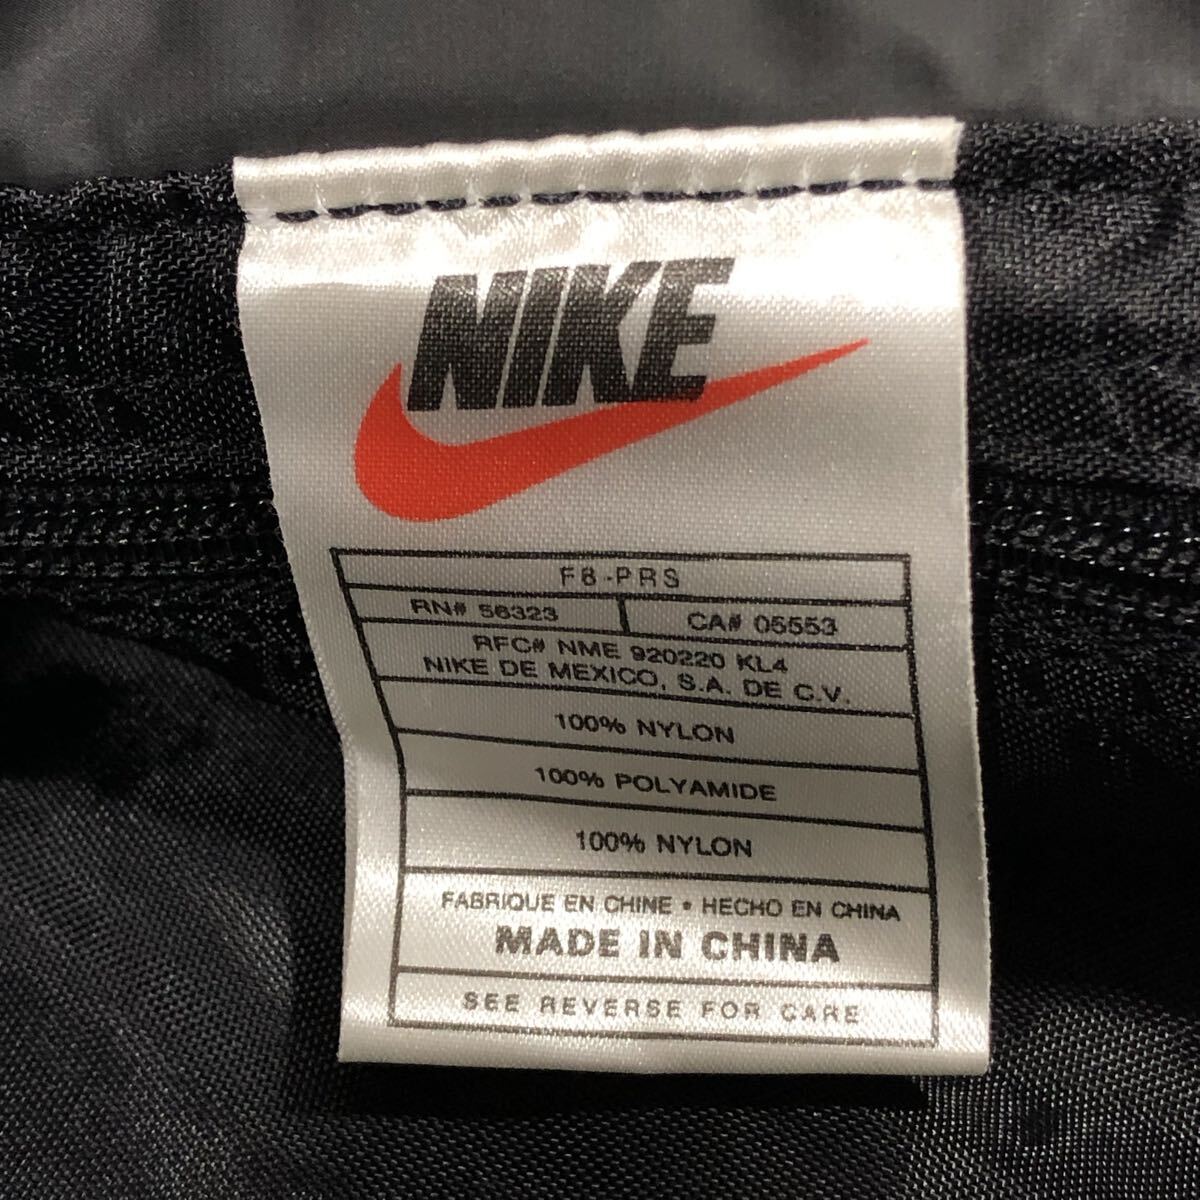 NIKE
F8-PRS
RN# 56323
CA# 05553
RFC# NME 920220 KL4
NIKE DE MEXICO, S.A. DE C.V.
100% NYLON
100% POLYAMIDE
100% NYLON
FABRIQUE EN CHINE • HECHO EN CHINA
MADE IN CHINA
SEE REVERSE FOR CARE